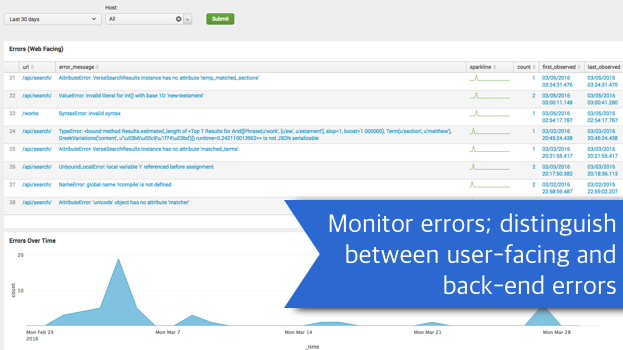 Host:
Last 30 days
All
Submit
Errors (Web Facing)
url error_message sparkline count first_observed last_observed
21 /api/search/ AttributeError: VerseSearchResults instance has no attribute 'temp_matched_sections' 1 03/05/2016 03:24:31.476 03/05/2016 03:24:31.476
22 /api/search/ ValueError: invalid literal for int() with base 10: 'new-testament' 2 03/05/2016 03:00:11.148 03/05/2016 03:00:41.280
23 /works SyntaxError: invalid syntax 1 03/05/2016 02:54:17.787 03/05/2016 02:54:17.787
24 /api/search/ TypeError: <bound method Results.estimated_length of <Top 7 Results for And([Phrase(u'work', [u'ew', u'estament'], slop=1, boost=1.000000), Term(u'section', u'matthew'), 1 03/03/2016 20:45:24.438 03/03/2016 20:45:24.438
GreekVariations('content', u'\u03b8\u03c9\u1f74\u03bd')]) runtime=0.242110013962> is not JSON serializable
25 /api/search/ AttributeError: VerseSearchResults instance has no attribute 'matched_terms' 1 03/03/2016 20:21:55.417 03/03/2016 20:21:55.417
26 /api/search/ UnboundLocalError: local variable 'r' referenced before assignment 2 03/03/2016 20:17:50.382 03/03/2016 20:18:36.113
27 /api/search/ NameError: global name 'rcompile' is not defined 2 03/02/2016 22:58:55.487 03/02/2016 22:59:02.207
28 /api/search/ AttributeError: 'unicode' object has no attribute 'matcher'
Monitor errors; distinguish
between user-facing and
back-end errors
Errors Over Time
20
10
count
Mon Feb 29 Mon Mar 7 Mon Mar 14 Mon Mar 21 Mon Mar 28
2016
_time